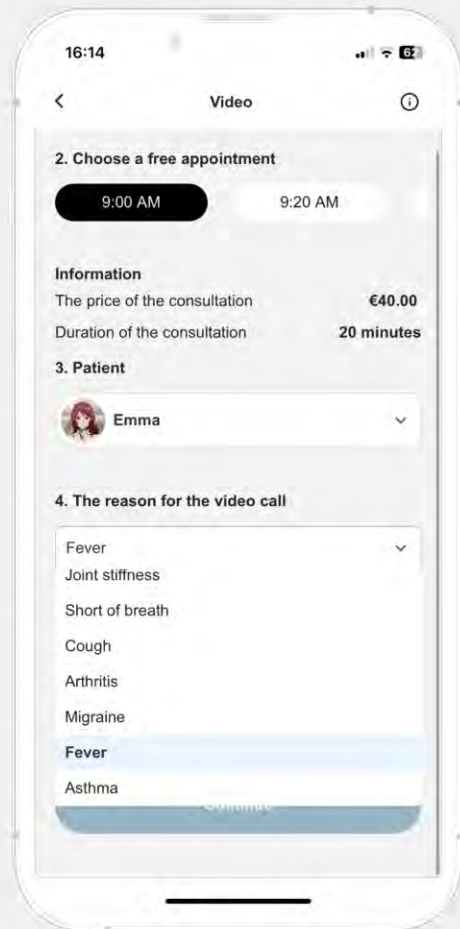 16:14
62
Video
2. Choose a free appointment
9:00 AM
9:20 AM
Information
The price of the consultation €40.00
Duration of the consultation 20 minutes
3. Patient
Emma
4. The reason for the video call
Fever
Joint stiffness
Short of breath
Cough
Arthritis
Migraine
Fever
Asthma
Continue